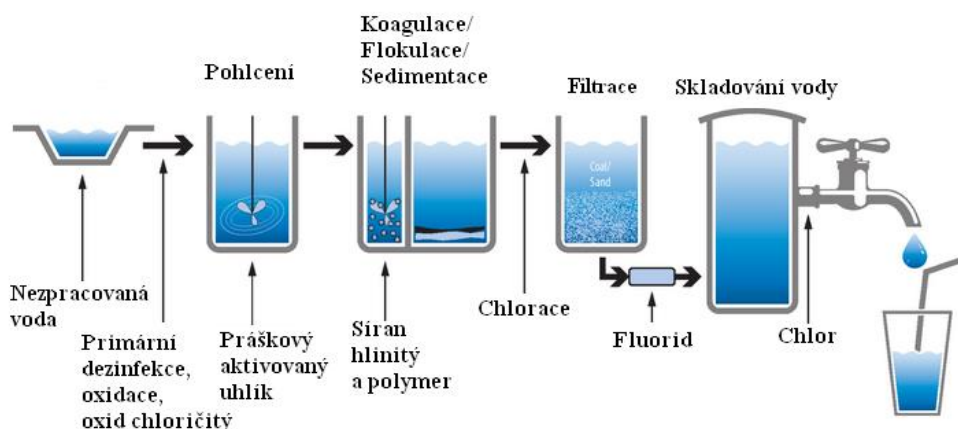 Koagulace/
Flokulace/
Sedimentace
Pohlcení
Filtrace
Skladování vody
Coal/
Sand
Nezpracovaná
voda
Primární
dezinfekce,
oxidace,
oxid chloričitý
Práškový
aktivovaný
uhlík
Síran
hlinitý
a polymer
Chlorace
Fluorid
Chlor